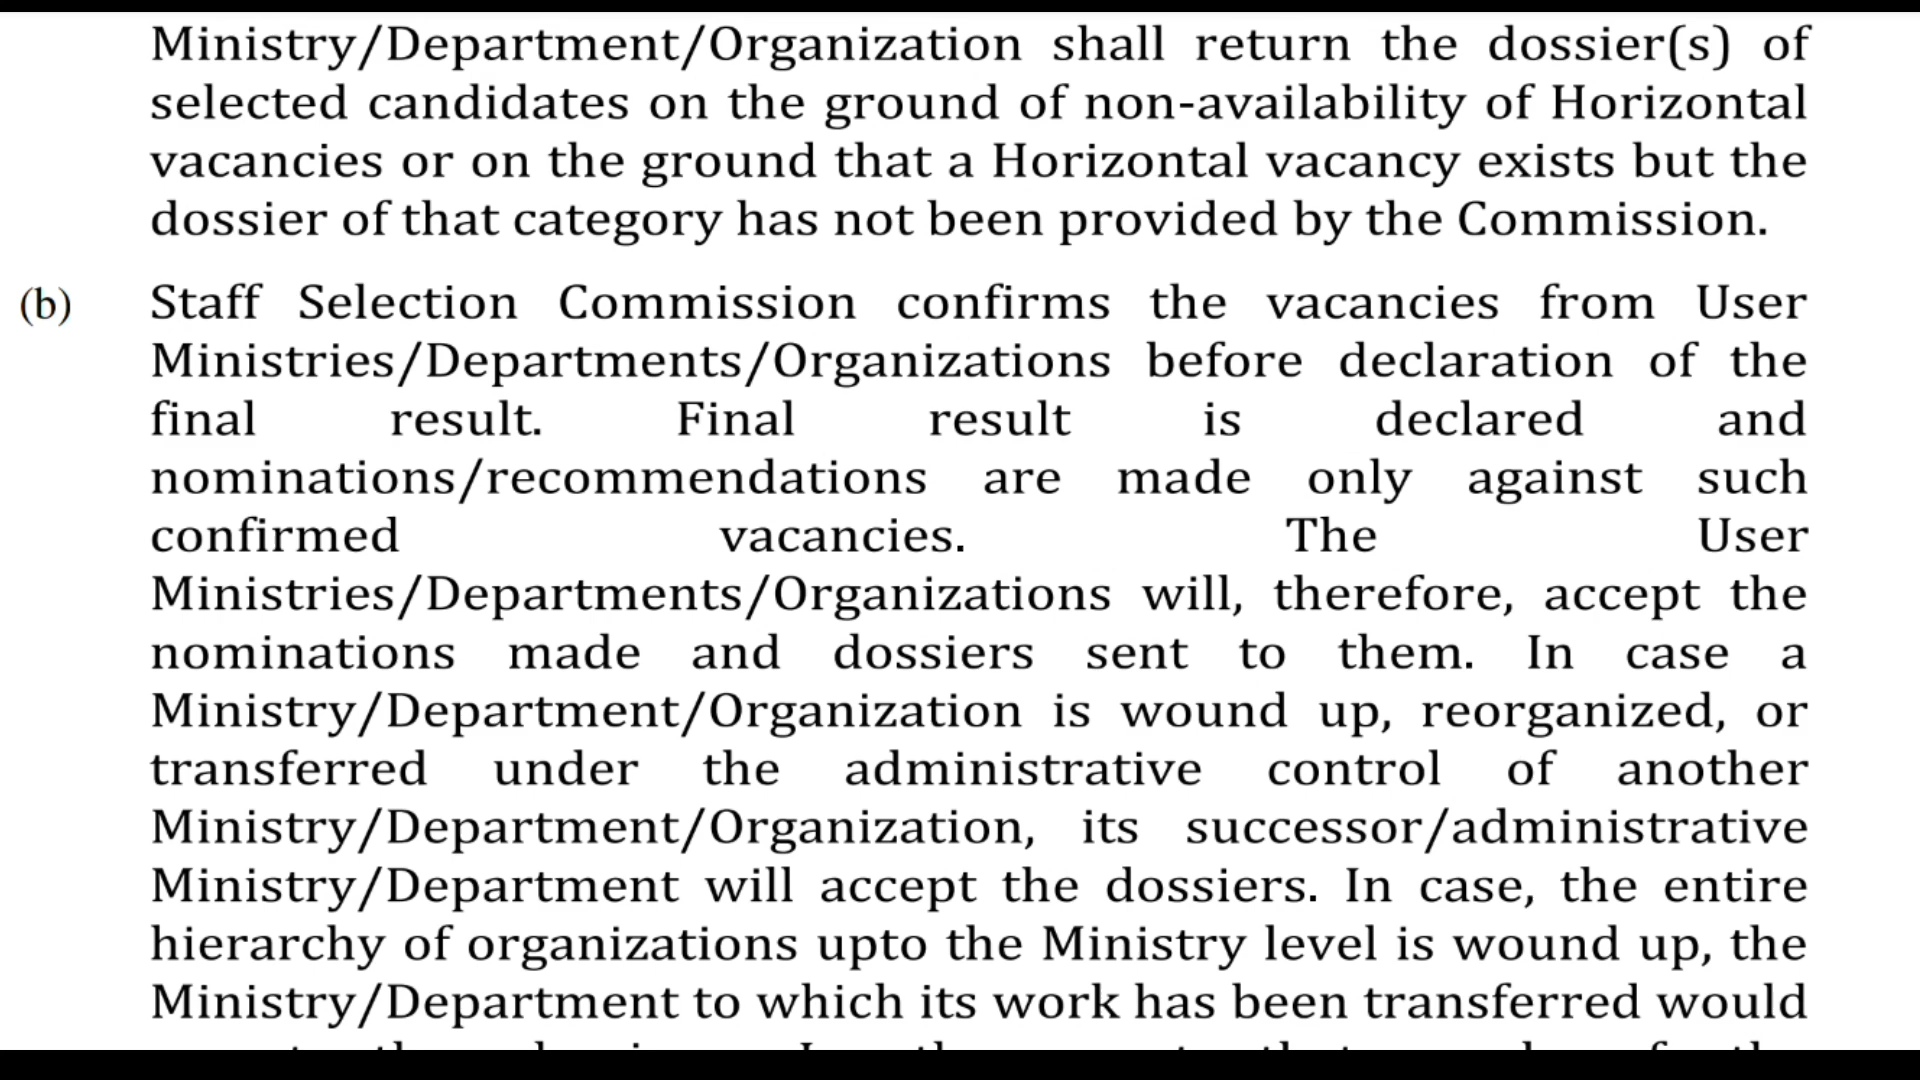 Ministry/Department/Organization shall return the dossier(s) of
selected candidates on the ground of non-availability of Horizontal
vacancies or on the ground that a Horizontal vacancy exists but the
dossier of that category has not been provided by the Commission.
(b) Staff Selection Commission confirms the vacancies from User
Ministries/Departments/Organizations before declaration of the
final result. Final result is declared and
nominations/recommendations are made only against such
confirmed vacancies. The User
Ministries/Departments/Organizations will, therefore, accept the
nominations made and dossiers sent to them. In case a
Ministry/Department/Organization is wound up, reorganized, or
transferred under the administrative control of another
Ministry/Department/Organization, its successor/administrative
Ministry/Department will accept the dossiers. In case, the entire
hierarchy of organizations upto the Ministry level is wound up, the
Ministry/Department to which its work has been transferred would